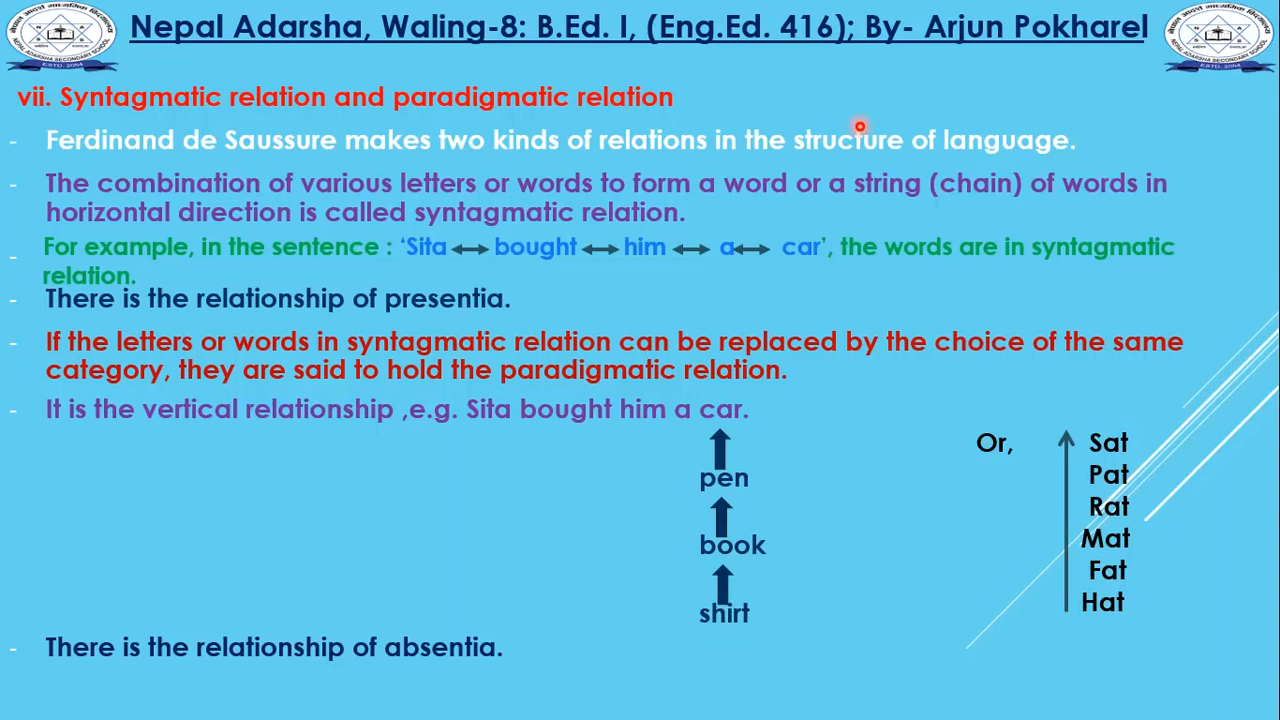 Nepal Adarsha, Waling-8: B.Ed. I, (Eng.Ed. 416); By- Arjun Pokharel
vii. Syntagmatic relation and paradigmatic relation
- Ferdinand de Saussure makes two kinds of relations in the structure of language.
- The combination of various letters or words to form a word or a string (chain) of words in
horizontal direction is called syntagmatic relation.
- For example, in the sentence : ‘Sita bought him a car’, the words are in syntagmatic
relation.
- There is the relationship of presentia.
- If the letters or words in syntagmatic relation can be replaced by the choice of the same
category, they are said to hold the paradigmatic relation.
- It is the vertical relationship ,e.g. Sita bought him a car.
pen
book
shirt
Or,
Sat
Pat
Rat
Mat
Fat
Hat
- There is the relationship of absentia.